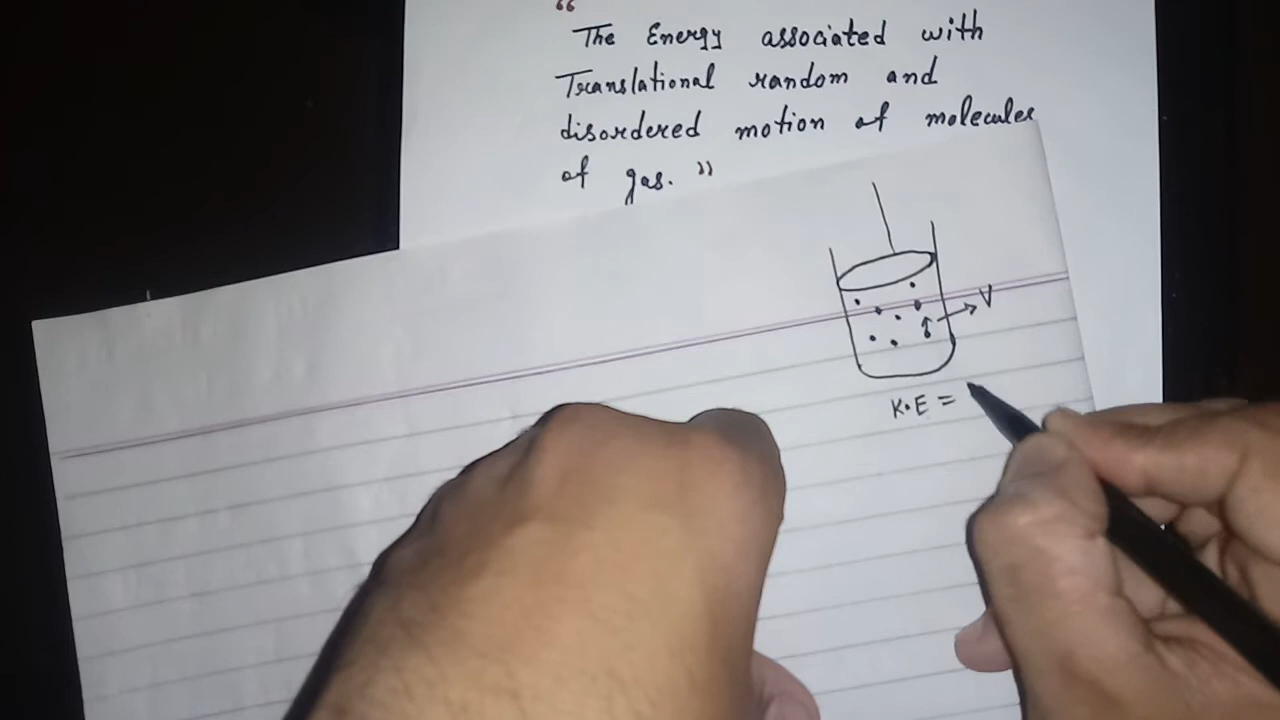 “
The Energy associated with
Translational random and
disordered motion of molecules
of gas. ”
V
K.E =